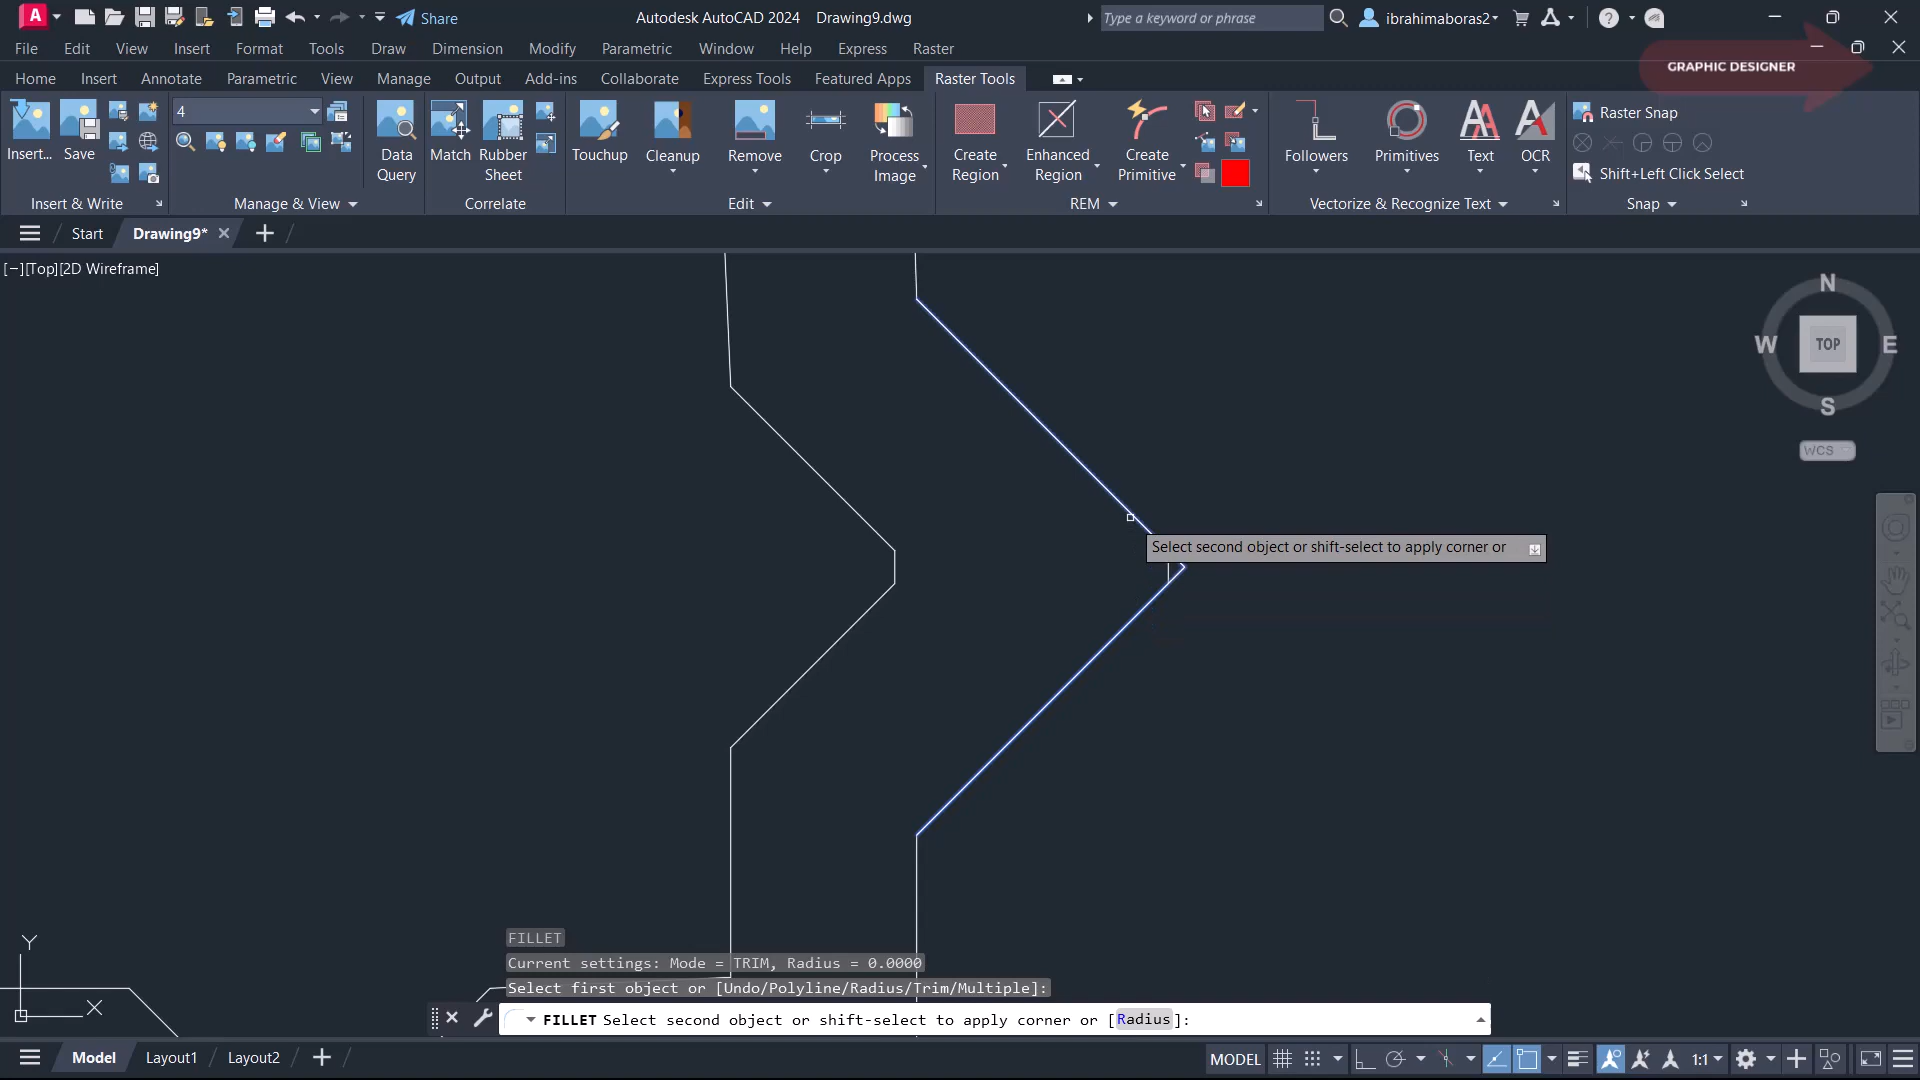 Share
Autodesk AutoCAD 2024 Drawing9.dwg
Type a keyword or phrase
ibrahimaboras2
File Edit View Insert Format Tools Draw Dimension Modify Parametric Window Help Express Raster
GRAPHIC DESIGNER
Home Insert Annotate Parametric View Manage Output Add-ins Collaborate Express Tools Featured Apps Raster Tools
4
Raster Snap
Insert... Save
Data Query
Match
Rubber Sheet
Touchup
Cleanup
Remove
Crop
Process Image
Create Region
Enhanced Region
Create Primitive
Followers
Primitives
Text
OCR
Shift+Left Click Select
Insert & Write Manage & View Correlate Edit REM Vectorize & Recognize Text Snap
Start Drawing9*
[−][Top][2D Wireframe]
N
W TOP E
S
WCS
Select second object or shift-select to apply corner or
Y
X
FILLET
Current settings: Mode = TRIM, Radius = 0.0000
Select first object or [Undo/Polyline/Radius/Trim/Multiple]:
FILLET Select second object or shift-select to apply corner or [Radius]:
Model Layout1 Layout2
MODEL 1:1